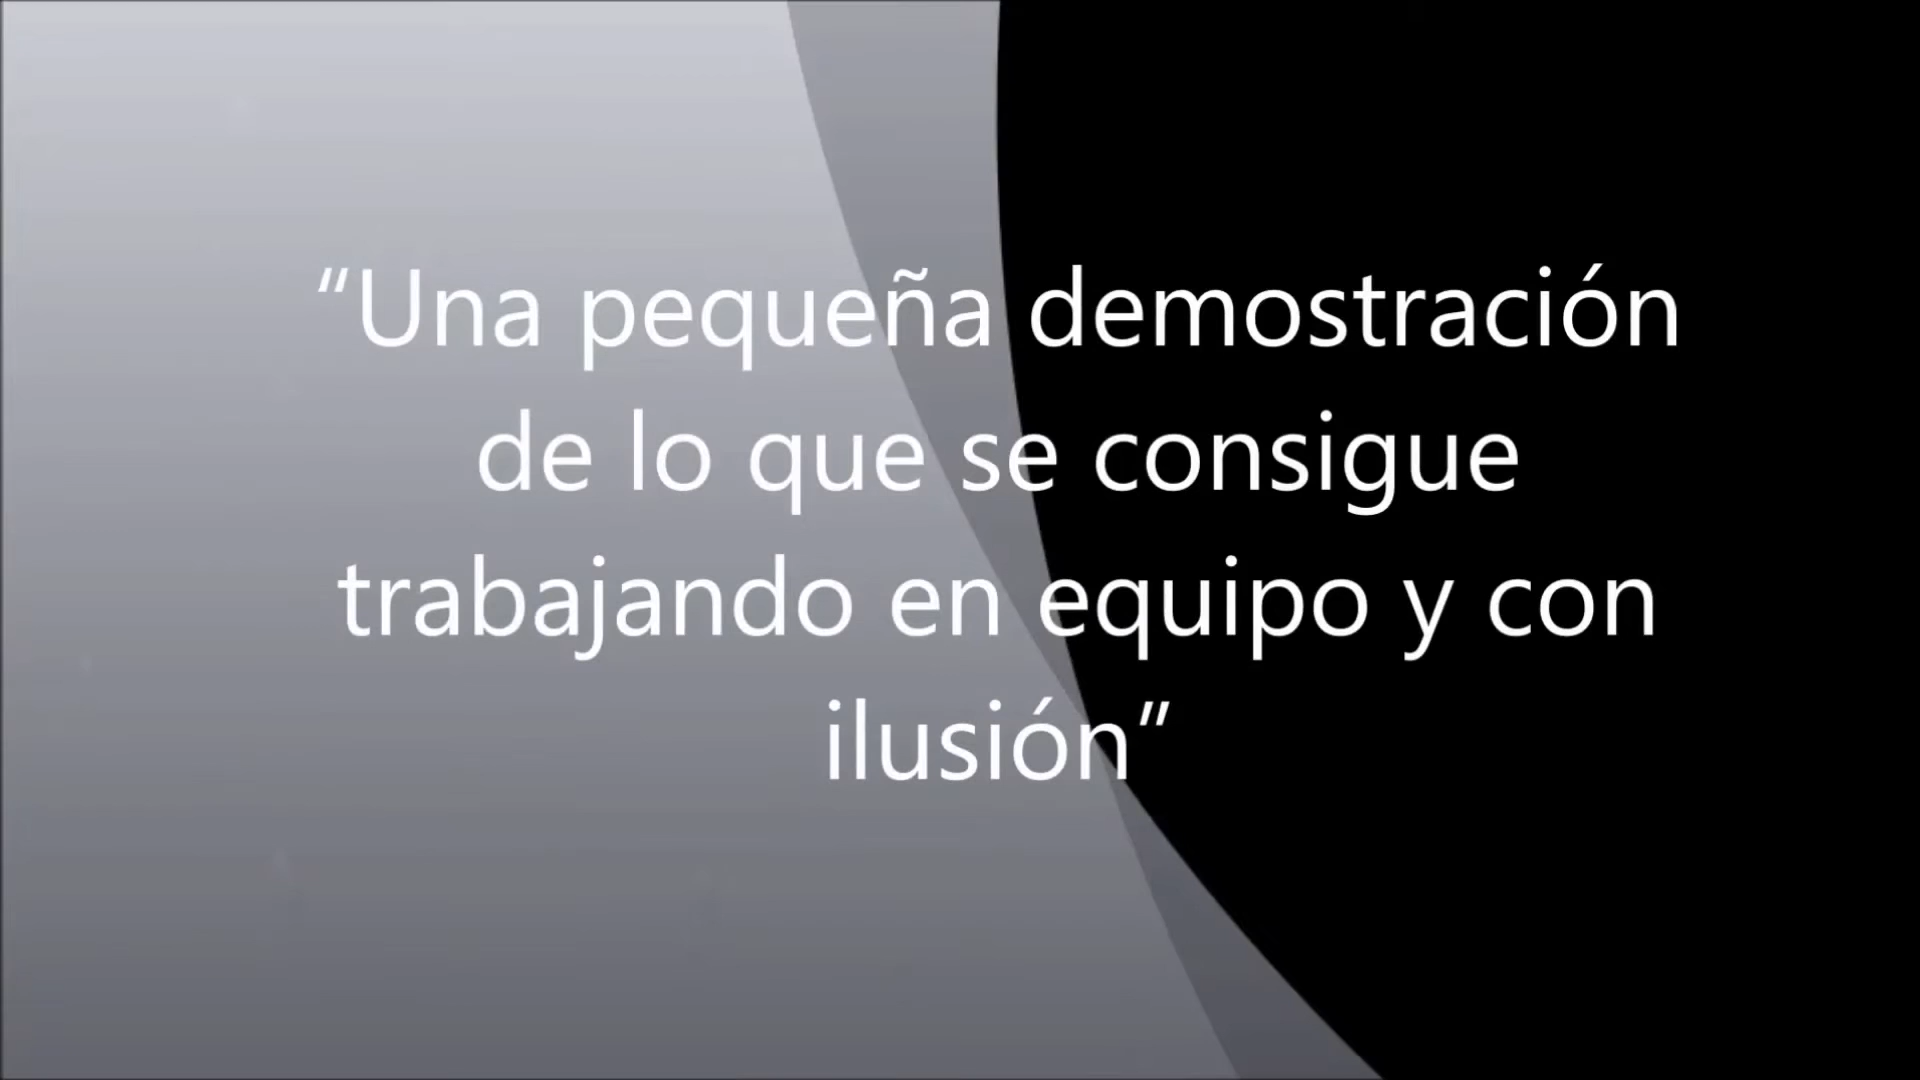 “Una pequeña demostración
de lo que se consigue
trabajando en equipo y con
ilusión”